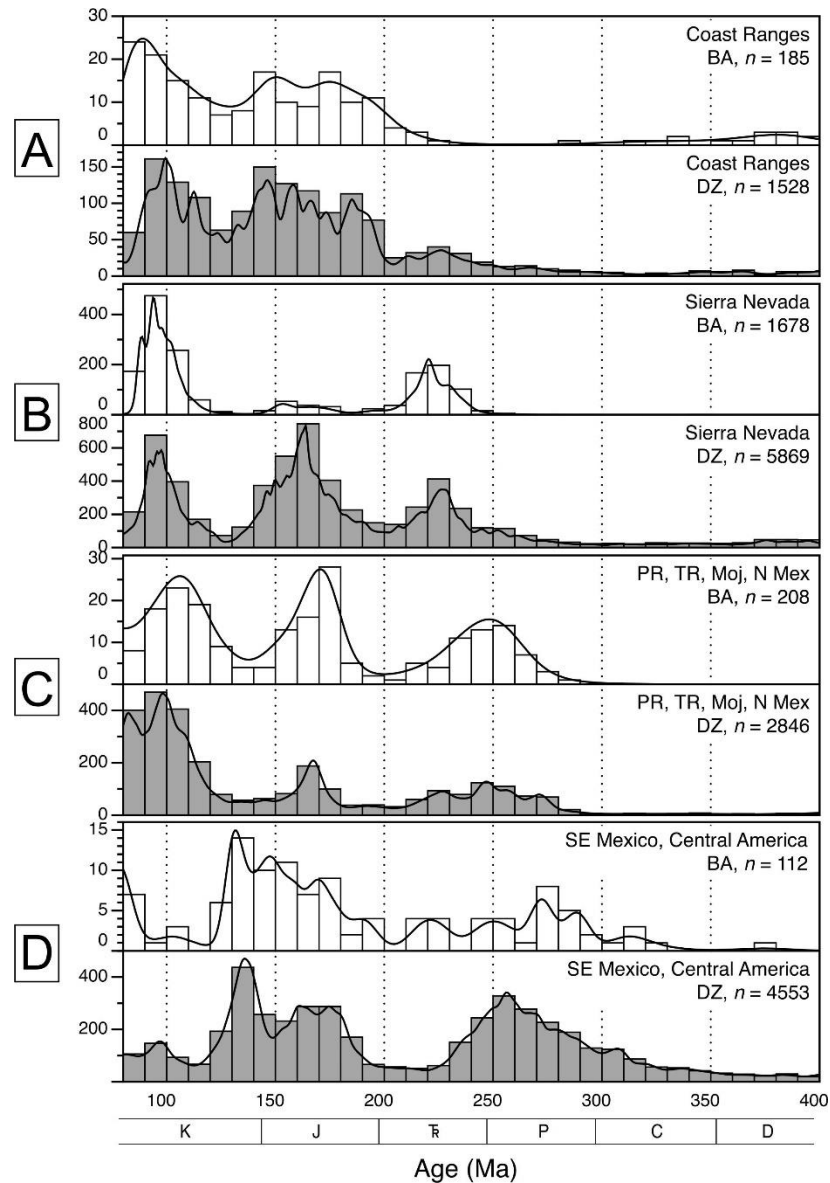 30
20
10
0
Coast Ranges
BA, n = 185
A
150
100
50
0
Coast Ranges
DZ, n = 1528
400
200
0
Sierra Nevada
BA, n = 1678
B
800
600
400
200
0
Sierra Nevada
DZ, n = 5869
30
20
10
0
PR, TR, Moj, N Mex
BA, n = 208
C
400
200
0
PR, TR, Moj, N Mex
DZ, n = 2846
15
10
5
0
SE Mexico, Central America
BA, n = 112
D
400
200
0
SE Mexico, Central America
DZ, n = 4553
100 150 200 250 300 350 400
K J TR P C D
Age (Ma)